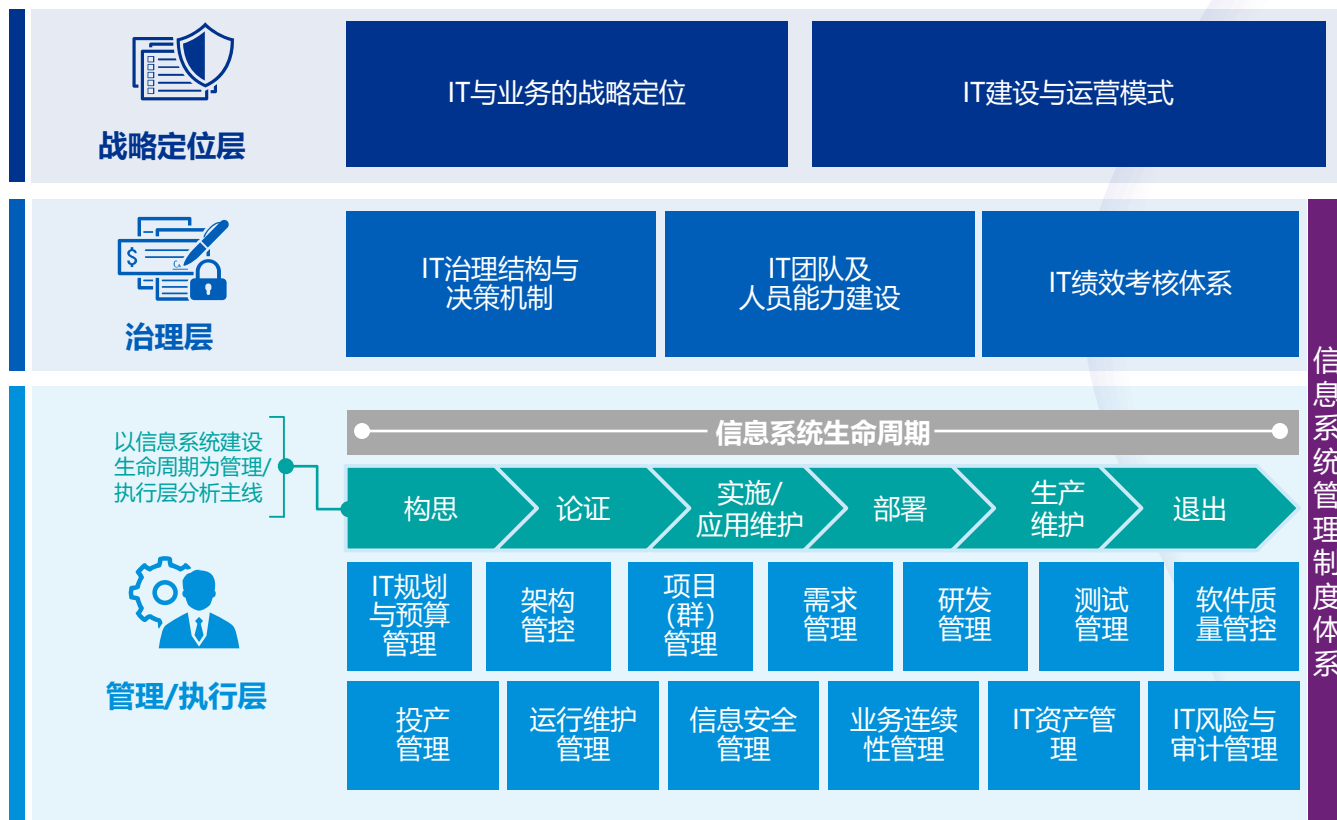 战略定位层
IT与业务的战略定位
IT建设与运营模式
治理层
IT治理结构与
决策机制
IT团队及
人员能力建设
IT绩效考核体系
信息系统管理制度体系
以信息系统建设
生命周期为管理/
执行层分析主线
信息系统生命周期
构思
论证
实施/
应用维护
部署
生产
维护
退出
管理/执行层
IT规划
与预算
管理
架构
管控
项目
(群)
管理
需求
管理
研发
管理
测试
管理
软件质
量管控
投产
管理
运行维护
管理
信息安全
管理
业务连续
性管理
IT资产管
理
IT风险与
审计管理